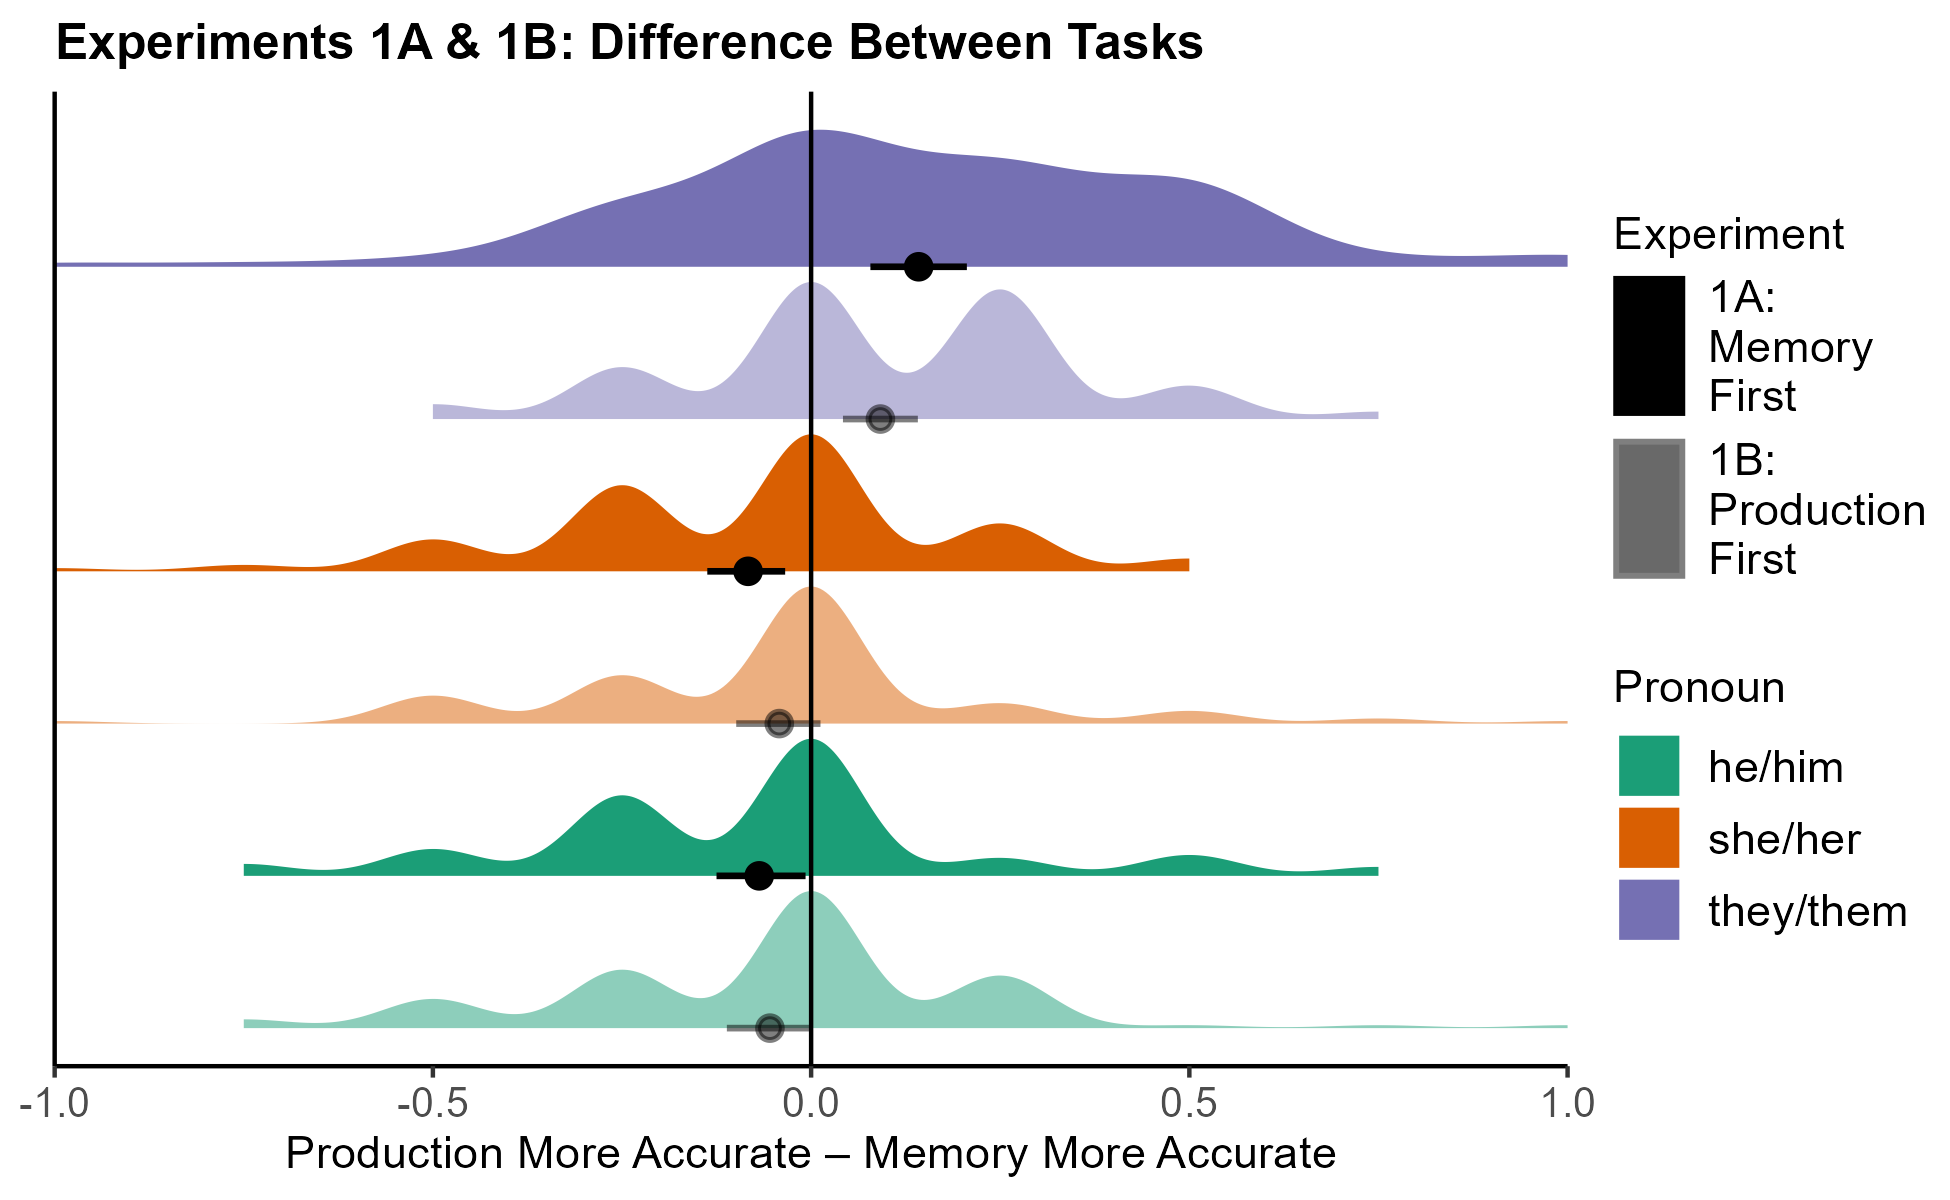 Experiments 1A & 1B: Difference Between Tasks
Experiment
1A:
Memory
First
1B:
Production
First
Pronoun
he/him
she/her
they/them
-1.0 -0.5 0.0 0.5 1.0
Production More Accurate – Memory More Accurate